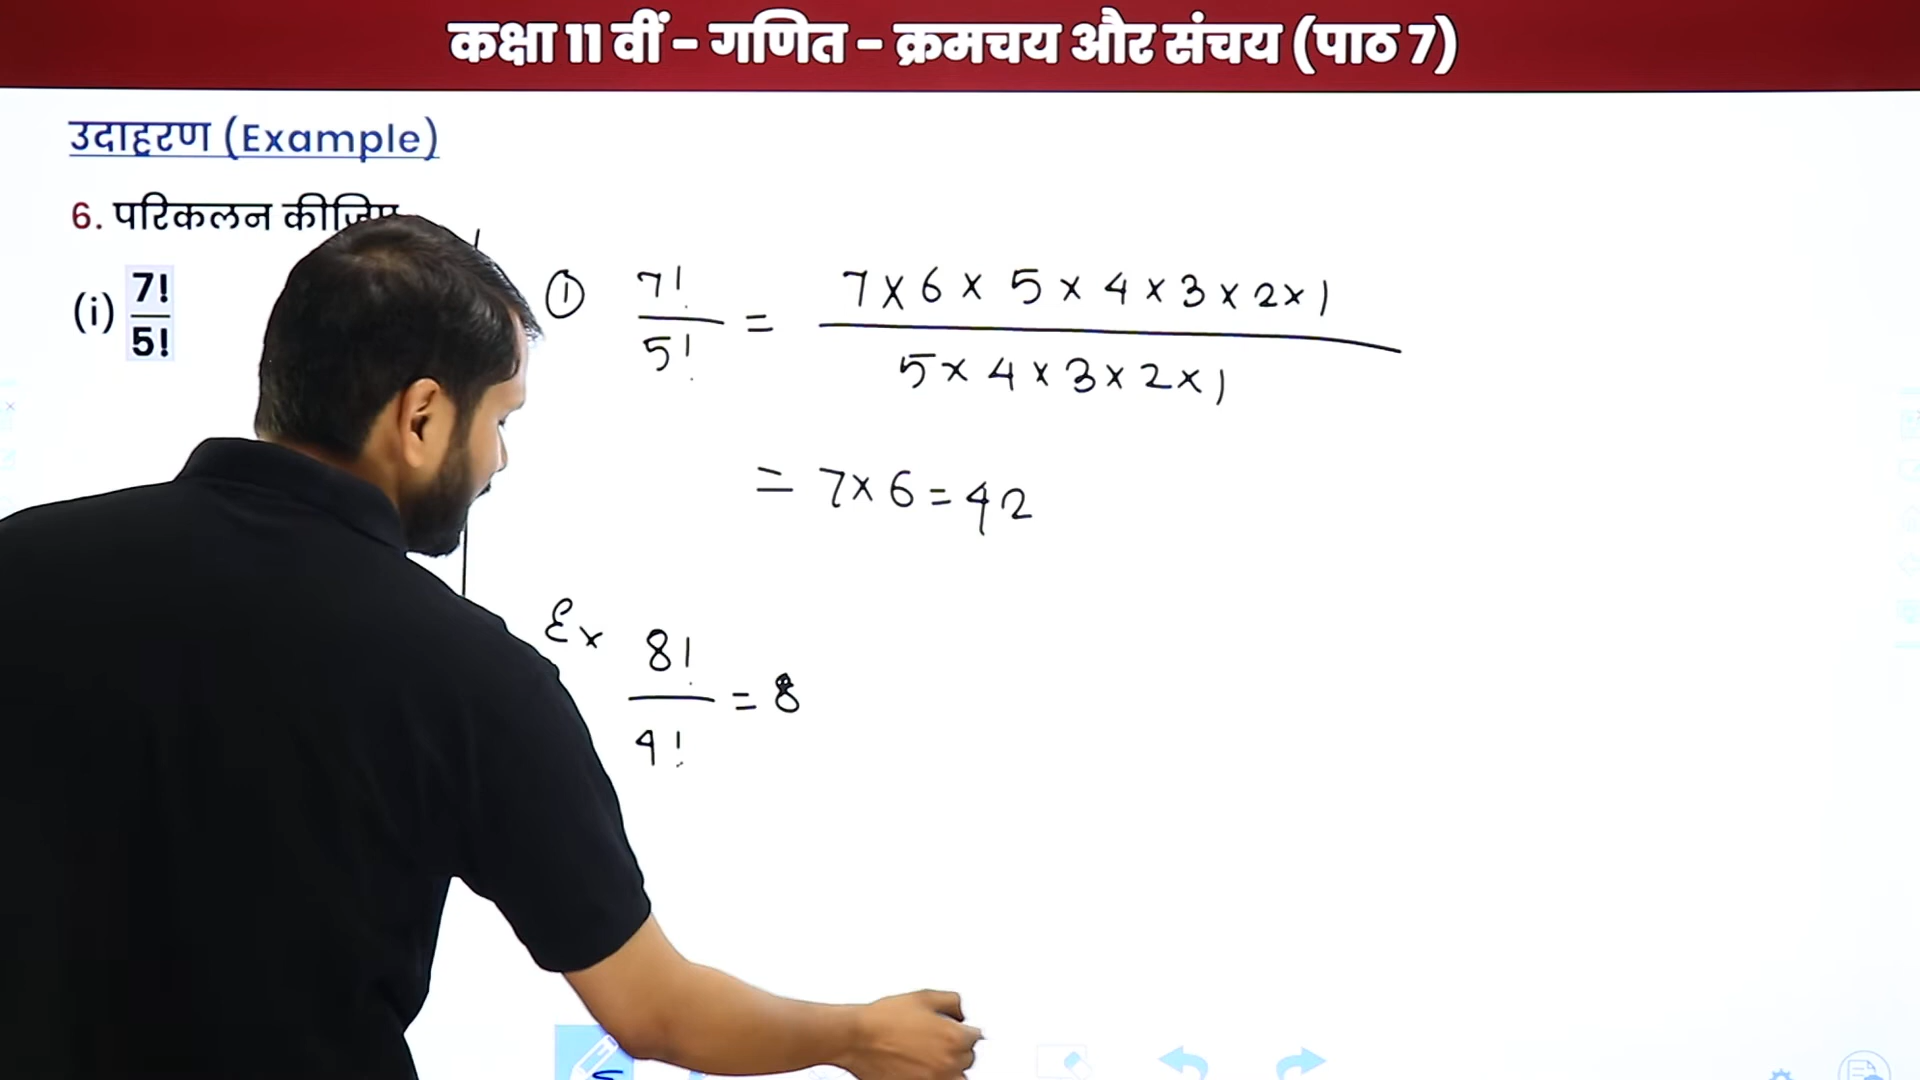 कक्षा 11 वीं - गणित - क्रमचय और संचय (पाठ 7)
उदाहरण (Example)
6. परिकलन कीजिए
(i) 7!
5!
① 7! / 5! = 7 × 6 × 5 × 4 × 3 × 2 × 1 / 5 × 4 × 3 × 2 × 1
= 7 × 6 = 42
Ex 8! / 4! = 8